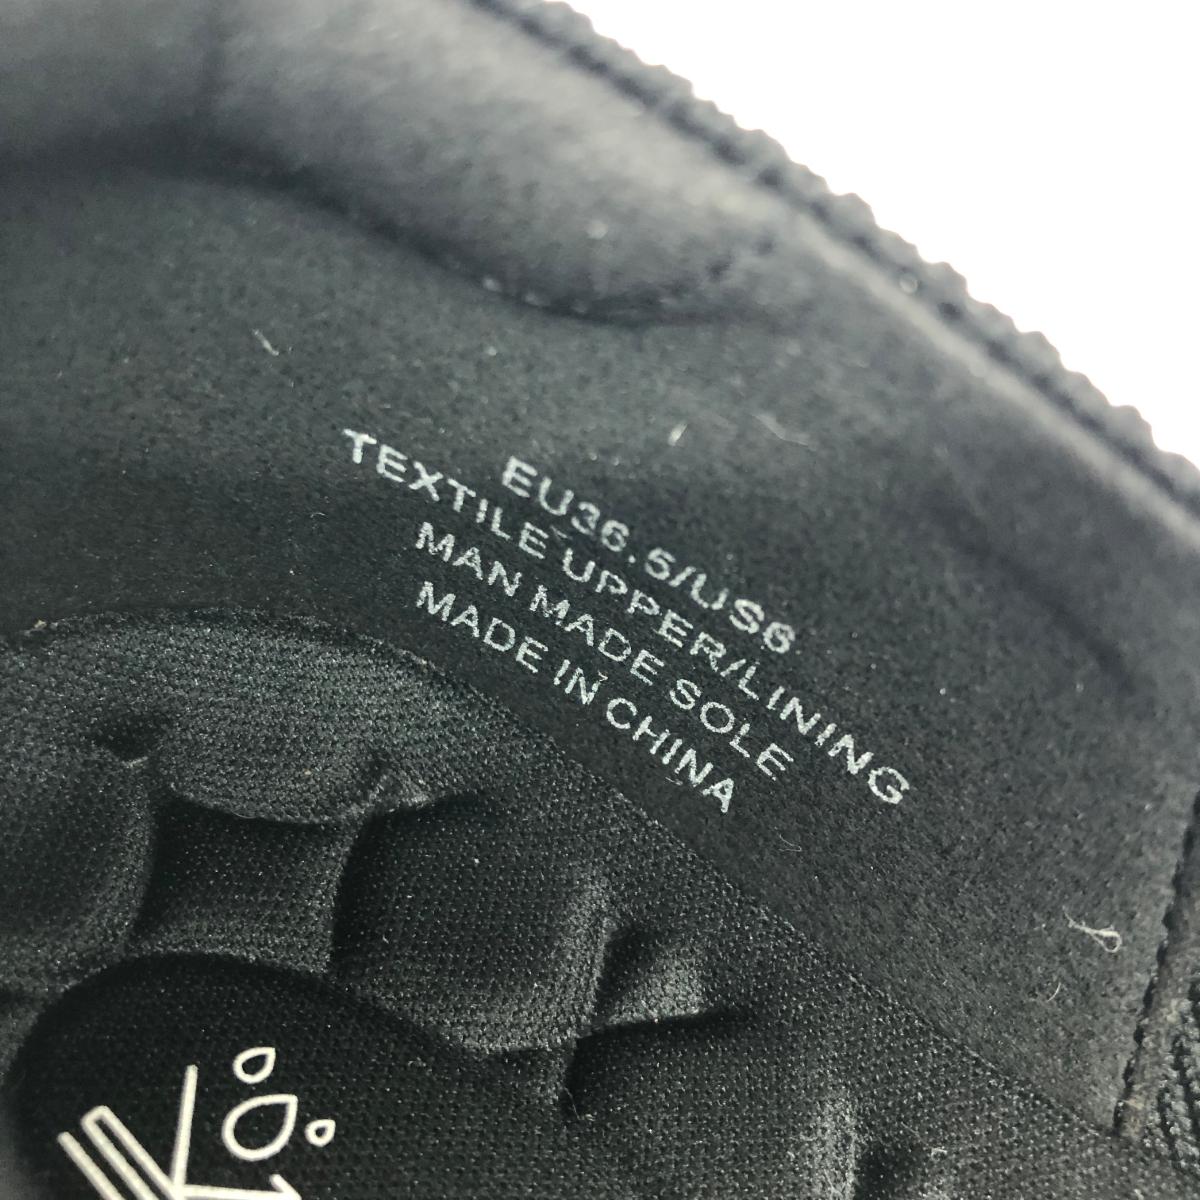 EU36.5/US6
TEXTILE UPPER/LINING
MAN MADE SOLE
MADE IN CHINA